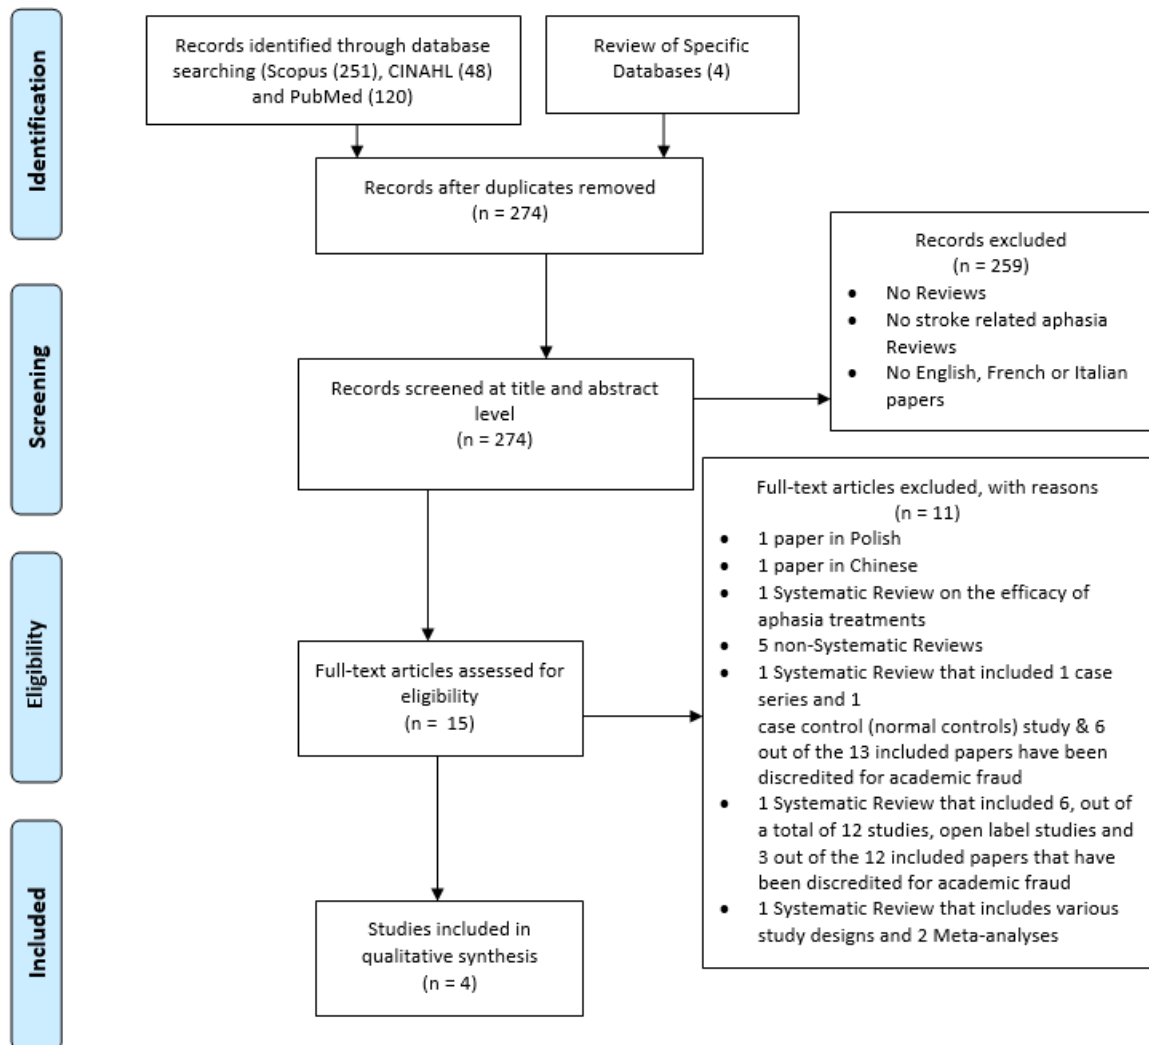 Identification
Records identified through database
searching (Scopus (251), CINAHL (48)
and PubMed (120)
Review of Specific
Databases (4)
Records after duplicates removed
(n = 274)
Screening
Records excluded
(n = 259)
• No Reviews
• No stroke related aphasia
Reviews
• No English, French or Italian
papers
Records screened at title and abstract
level
(n = 274)
Eligibility
Full-text articles excluded, with reasons
(n = 11)
• 1 paper in Polish
• 1 paper in Chinese
• 1 Systematic Review on the efficacy of
aphasia treatments
• 5 non-Systematic Reviews
• 1 Systematic Review that included 1 case
series and 1
case control (normal controls) study & 6
out of the 13 included papers have been
discredited for academic fraud
• 1 Systematic Review that included 6, out of
a total of 12 studies, open label studies and
3 out of the 12 included papers that have
been discredited for academic fraud
• 1 Systematic Review that includes various
study designs and 2 Meta-analyses
Full-text articles assessed for
eligibility
(n = 15)
Included
Studies included in
qualitative synthesis
(n = 4)